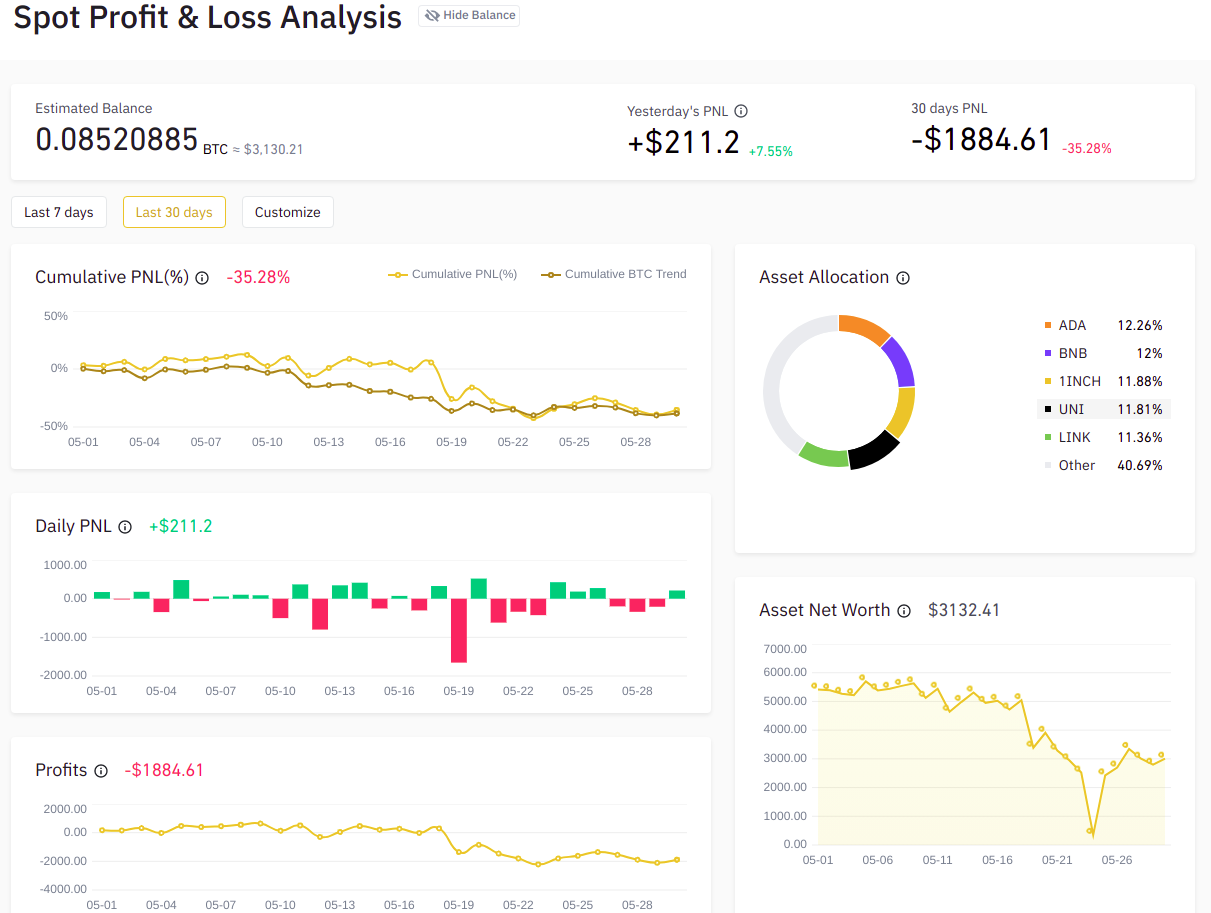 Spot Profit & Loss Analysis Hide Balance
Estimated Balance
0.08520885 BTC ≈ $3,130.21
Yesterday's PNL
+$211.2 +7.55%
30 days PNL
-$1884.61 -35.28%
Last 7 days Last 30 days Customize
Cumulative PNL(%) -35.28%
Cumulative PNL(%) Cumulative BTC Trend
50%
0%
-50%
05-01 05-04 05-07 05-10 05-13 05-16 05-19 05-22 05-25 05-28
Asset Allocation
ADA 12.26%
BNB 12%
1INCH 11.88%
UNI 11.81%
LINK 11.36%
Other 40.69%
Daily PNL +$211.2
1000.00
0.00
-1000.00
-2000.00
05-01 05-04 05-07 05-10 05-13 05-16 05-19 05-22 05-25 05-28
Asset Net Worth $3132.41
7000.00
6000.00
5000.00
4000.00
3000.00
2000.00
1000.00
0.00
05-01 05-06 05-11 05-16 05-21 05-26
Profits -$1884.61
2000.00
0.00
-2000.00
-4000.00
05-01 05-04 05-07 05-10 05-13 05-16 05-19 05-22 05-25 05-28